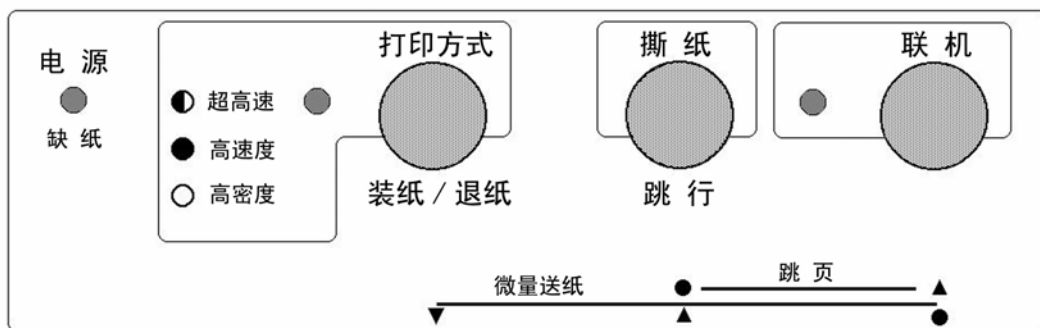 电 源
缺 纸
打印方式
超高速
高速度
高密度
装纸 / 退纸
撕 纸
跳 行
联 机
微量送纸
跳 页